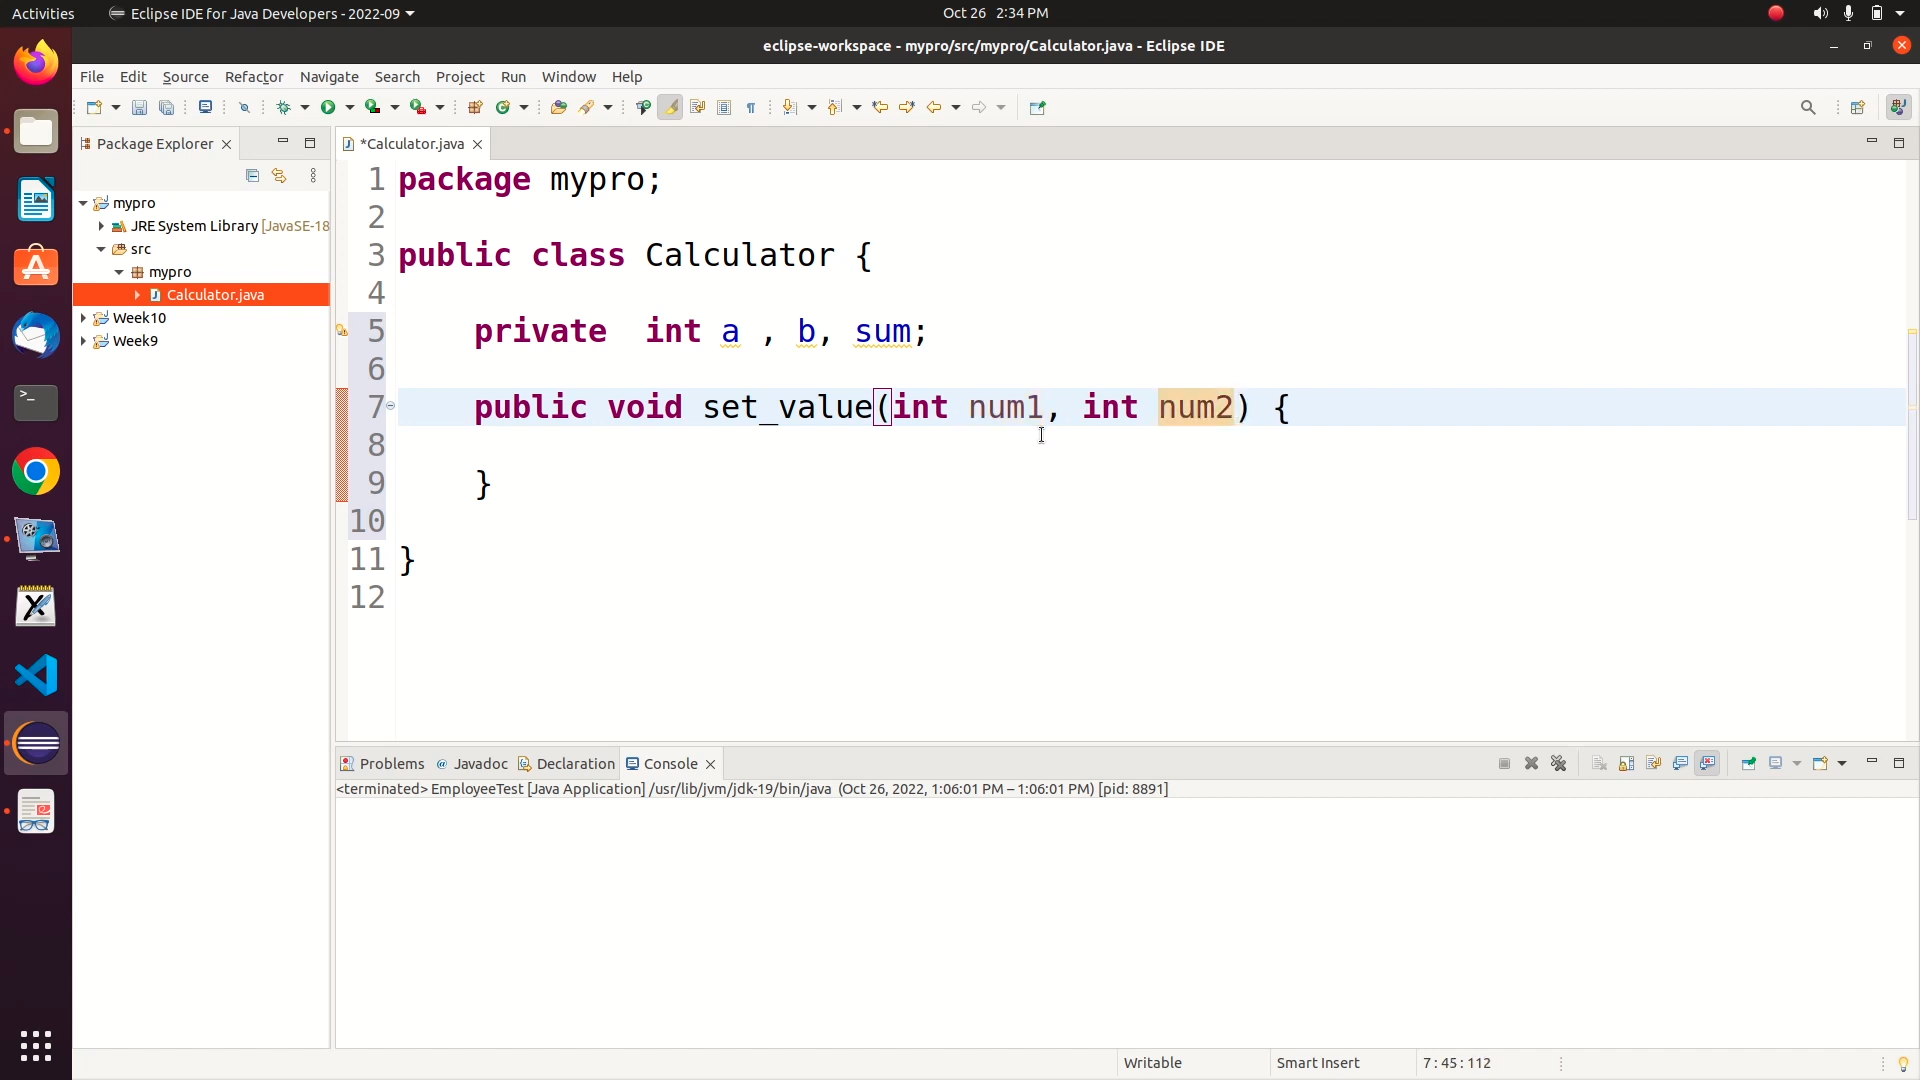 Activities Eclipse IDE for Java Developers - 2022-09 Oct 26 2:34 PM
eclipse-workspace - mypro/src/mypro/Calculator.java - Eclipse IDE
File Edit Source Refactor Navigate Search Project Run Window Help
Package Explorer
*Calculator.java
mypro
JRE System Library [JavaSE-18
src
mypro
Calculator.java
Week10
Week9
1 package mypro;
2
3 public class Calculator {
4
5 private int a , b, sum;
6
7 public void set_value(int num1, int num2) {
8
9 }
10
11 }
12
Problems Javadoc Declaration Console
<terminated> EmployeeTest [Java Application] /usr/lib/jvm/jdk-19/bin/java (Oct 26, 2022, 1:06:01 PM – 1:06:01 PM) [pid: 8891]
Writable Smart Insert 7 : 45 : 112